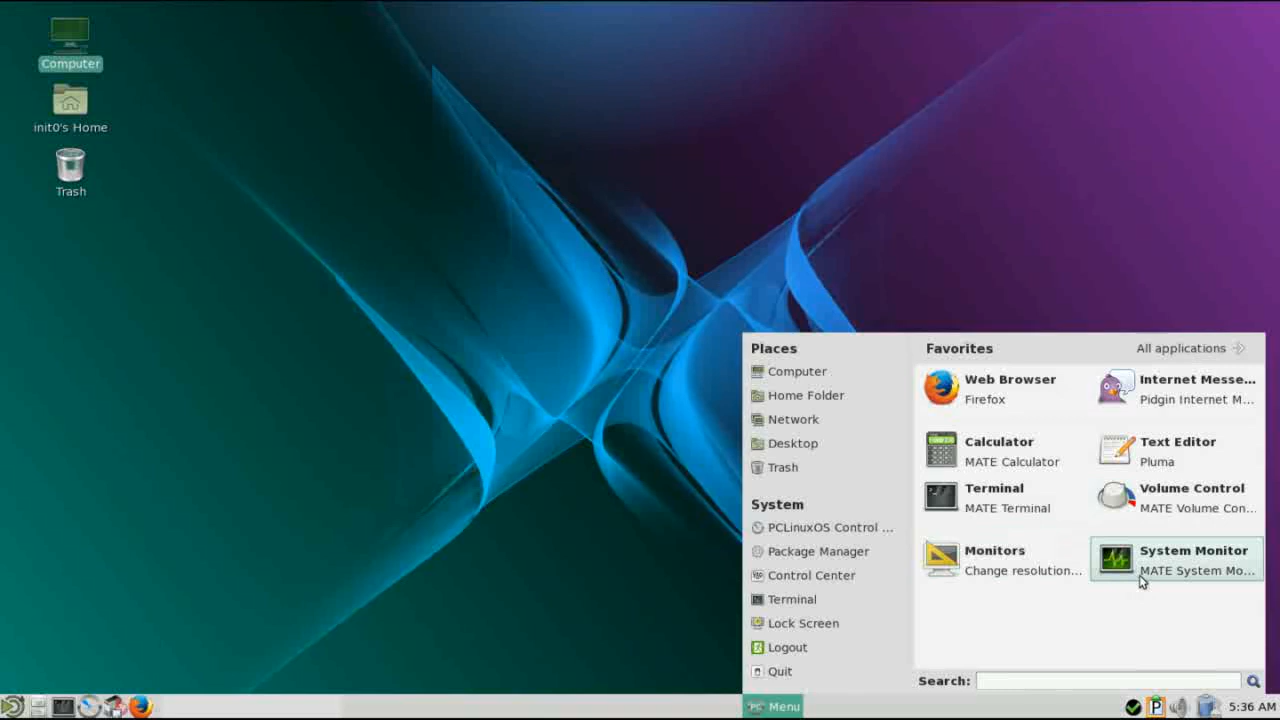 Computer
init0's Home
Trash
Places
Computer
Home Folder
Network
Desktop
Trash
System
PCLinuxOS Control ...
Package Manager
Control Center
Terminal
Lock Screen
Logout
Quit
Favorites
All applications
Web Browser
Firefox
Internet Messe...
Pidgin Internet M...
Calculator
MATE Calculator
Text Editor
Pluma
Terminal
MATE Terminal
Volume Control
MATE Volume Con...
Monitors
Change resolution...
System Monitor
MATE System Mo...
Search:
Menu
P
5:36 AM